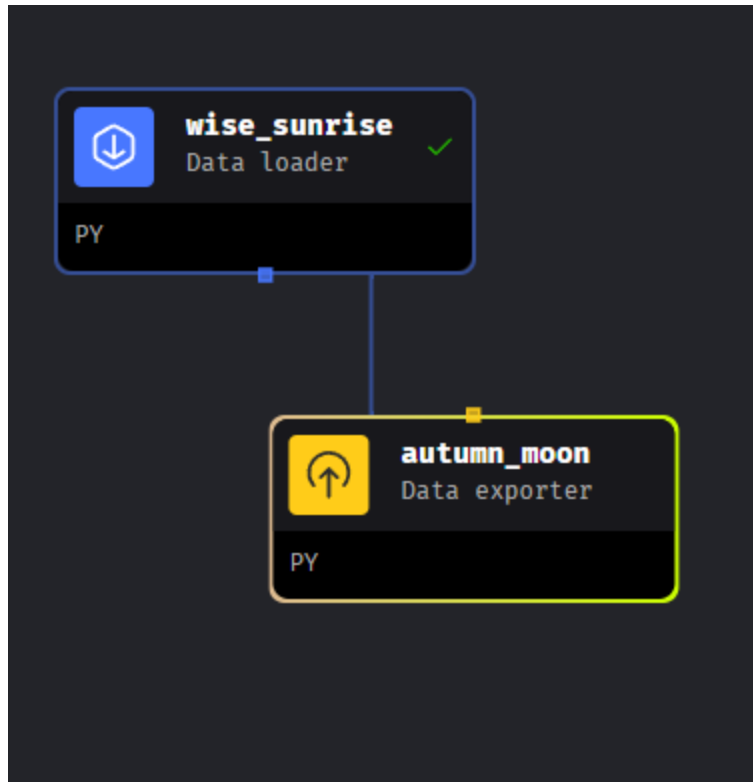 wise_sunrise
Data loader
PY
autumn_moon
Data exporter
PY